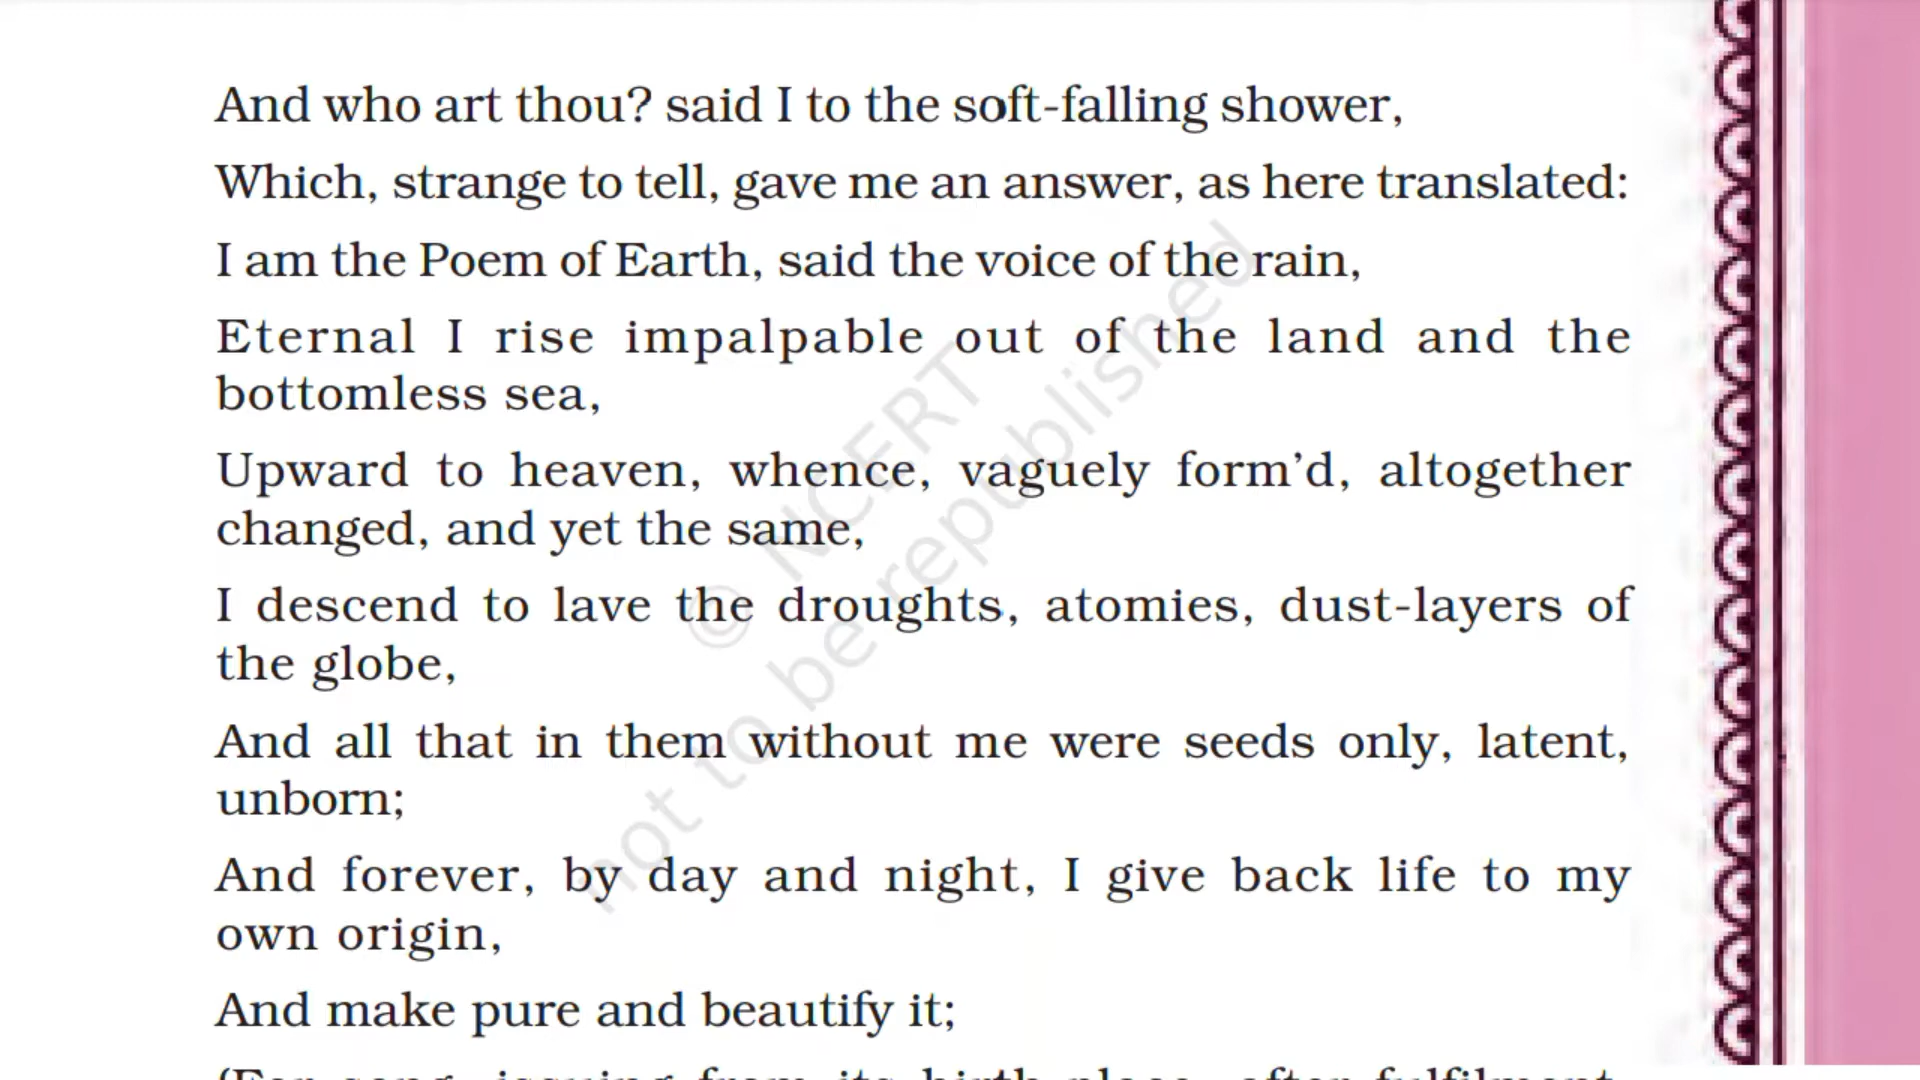 And who art thou? said I to the soft-falling shower,
Which, strange to tell, gave me an answer, as here translated:
I am the Poem of Earth, said the voice of the rain,
Eternal I rise impalpable out of the land and the
bottomless sea,
Upward to heaven, whence, vaguely form’d, altogether
changed, and yet the same,
I descend to lave the droughts, atomies, dust-layers of
the globe,
And all that in them without me were seeds only, latent,
unborn;
And forever, by day and night, I give back life to my
own origin,
And make pure and beautify it;
© NCERT
not to be republished